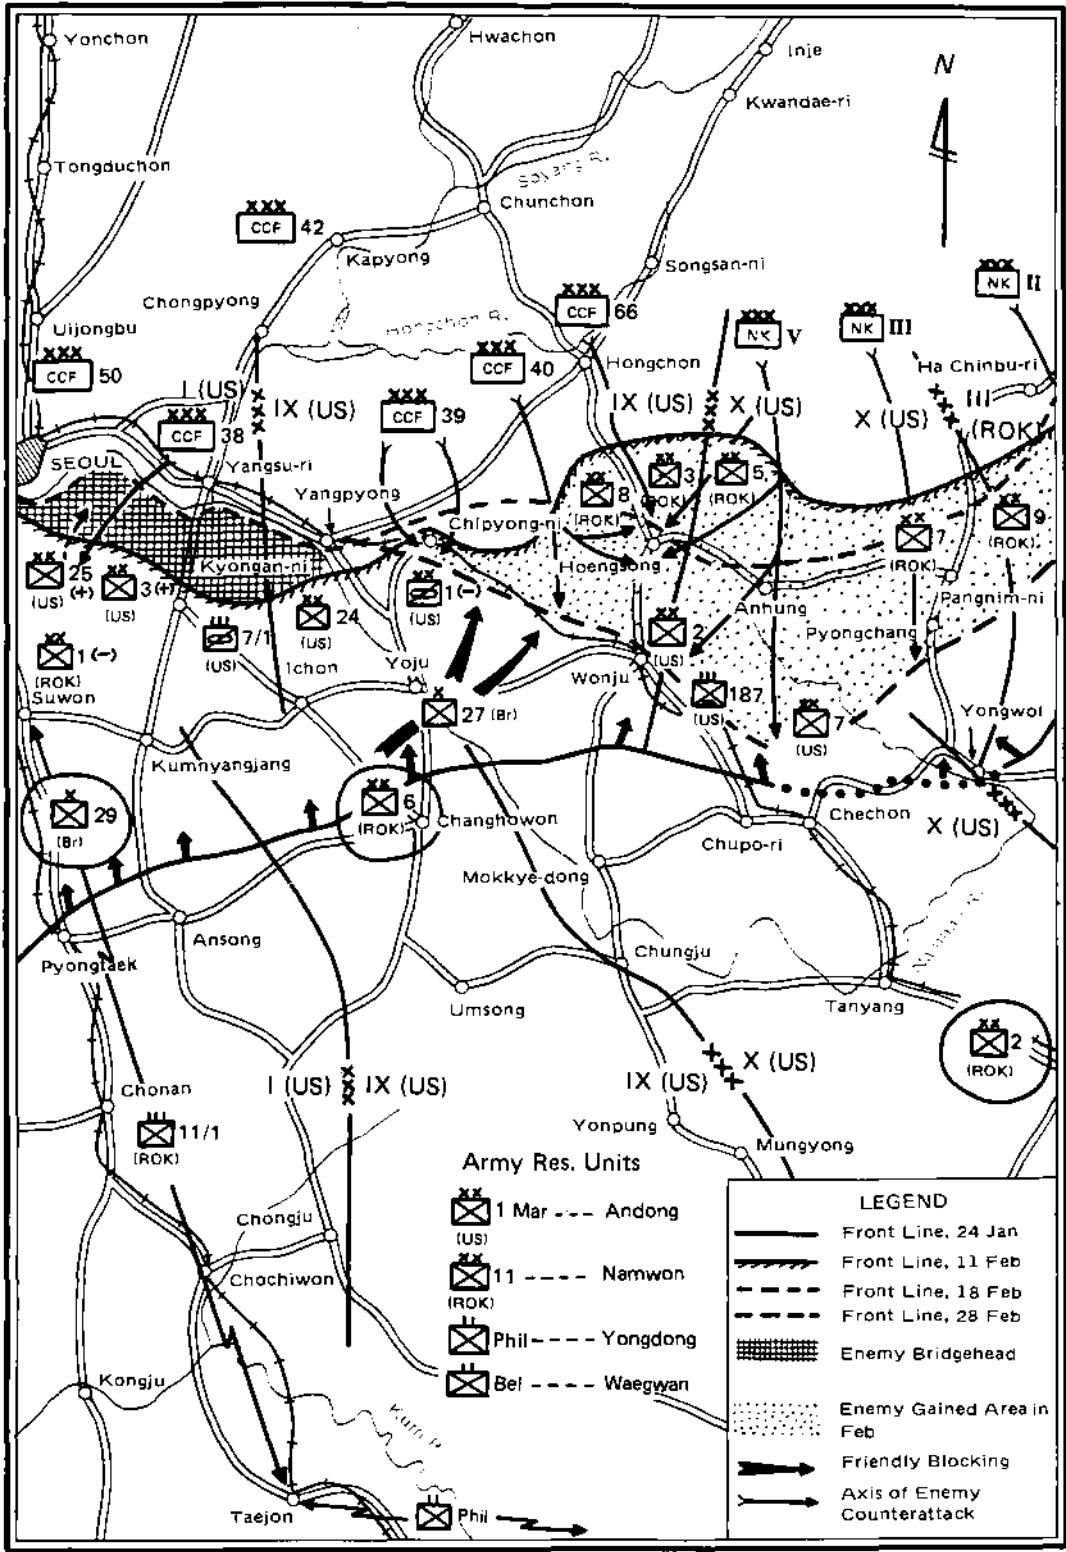 Yonchon
Hwachon
Inje
N
Kwandae-ri
Tongduchon
Soyang R.
Chunchon
CCF 42
Kapyong
Songsan-ni
NK II
Chongpyong
CCF 66
NK V
NK III
Uijongbu
Hongchon R.
Hongchon
Ha Chinbu-ri
CCF 50
CCF 40
I (US)
IX (US)
CCF 39
IX (US)
X (US)
X (US)
III
(ROK)
CCF 38
SEOUL
Yangsu-ri
Yangpyong
8
(ROK)
3
(ROK)
5
(ROK)
Chipyong-ni
7
(ROK)
9
(ROK)
Hoengsong
Kyongan-ni
25
(US) (+)
3 (+)
(US)
24
(US)
1 (-)
(US)
Anhung
Pangnim-ni
7/1
(US)
2
(US)
Pyongchang
1 (-)
(ROK)
Ichon
Yoju
Wonju
187
(US)
Suwon
27 (Br)
7
(US)
Yongwol
Kumnyangjang
29
(Br)
6
(ROK)
Changhowon
Chupo-ri
Chechon
X (US)
Mokkye-dong
Ansong
Pyongtaek
Chungju
Umsong
Tanyang
2
(ROK)
I (US)
IX (US)
IX (US)
X (US)
Chonan
11/1
(ROK)
Yonpung
Mungyong
Army Res. Units
1 Mar ---- Andong
(US)
11 ----- Namwon
(ROK)
Phil ---- Yongdong
Bel ---- Waegwan
Chongju
Chochiwon
Kongju
Kum R.
Taejon
Phil
LEGEND
Front Line, 24 Jan
Front Line, 11 Feb
Front Line, 18 Feb
Front Line, 28 Feb
Enemy Bridgehead
Enemy Gained Area in
Feb
Friendly Blocking
Axis of Enemy
Counterattack